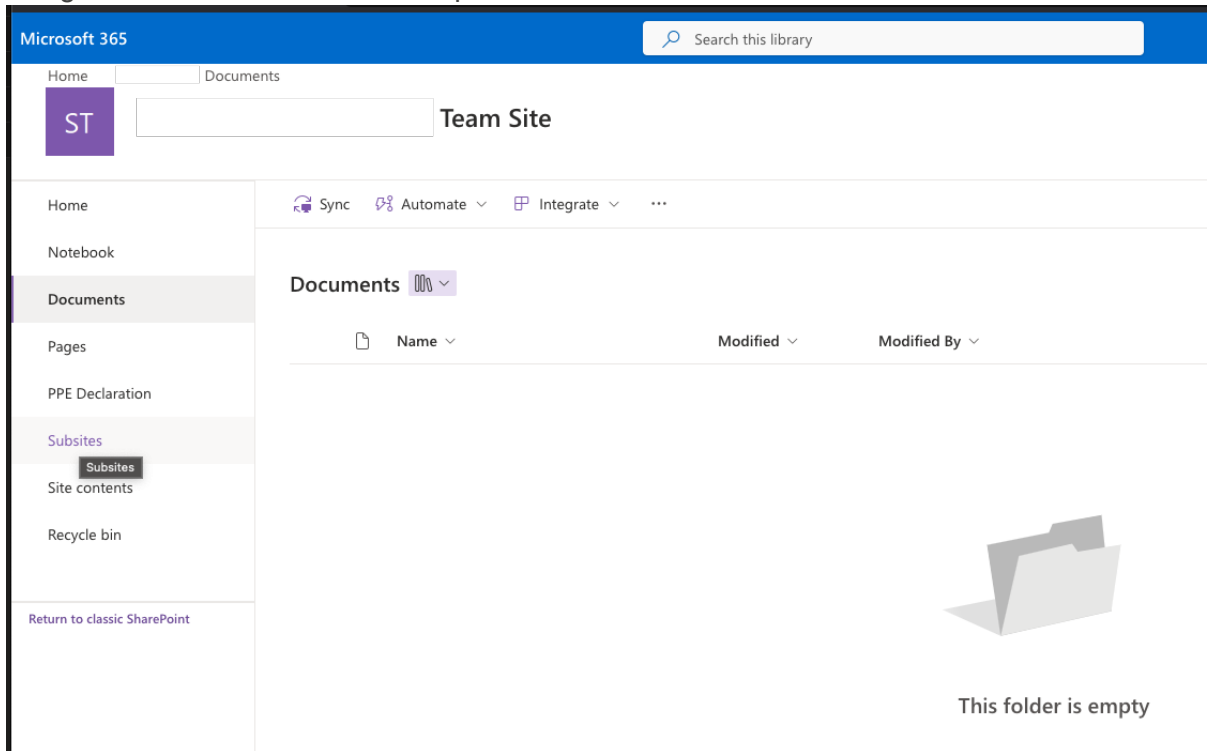 Microsoft 365
Search this library
Home Documents
ST
Team Site
Home
Sync Automate Integrate ...
Notebook
Documents
Documents
Pages
Name Modified Modified By
PPE Declaration
Subsites
Subsites
Site contents
Recycle bin
Return to classic SharePoint
This folder is empty